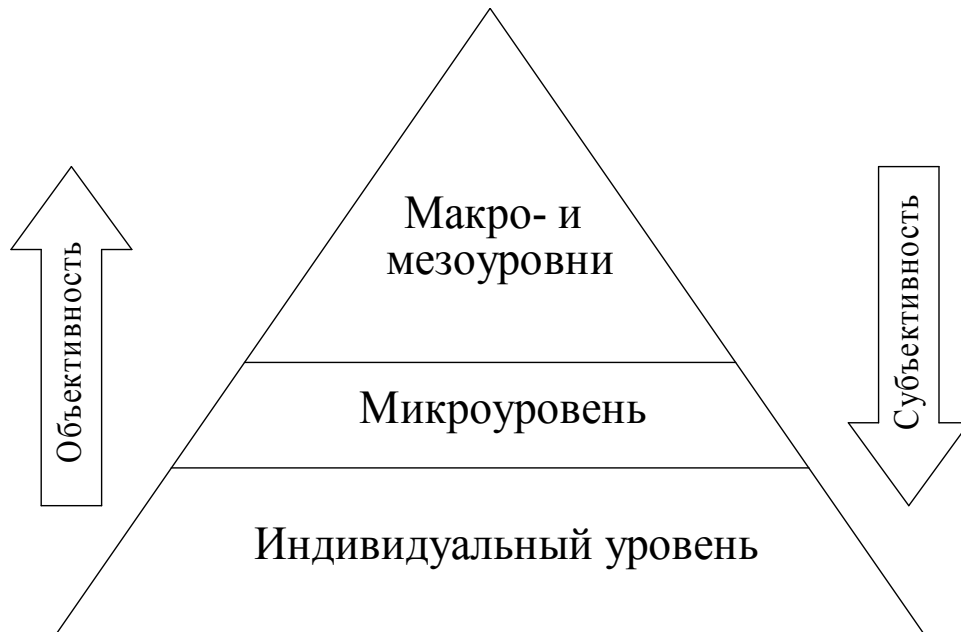 Макро- и
мезоуровни
Объективность
Субъективность
Микроуровень
Индивидуальный уровень